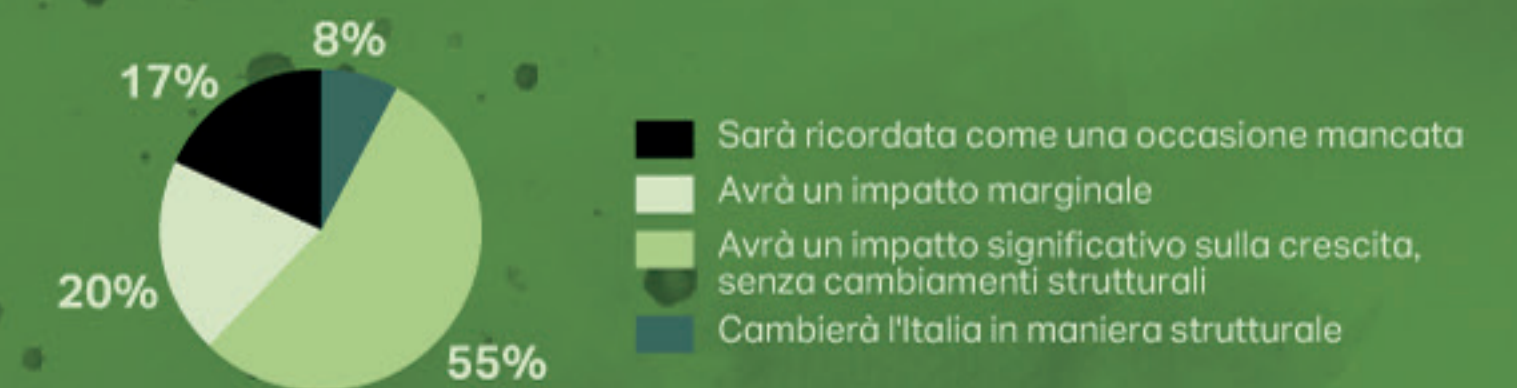 8%
17%
20%
55%
Sarà ricordata come una occasione mancata
Avrà un impatto marginale
Avrà un impatto significativo sulla crescita,
senza cambiamenti strutturali
Cambierà l'Italia in maniera strutturale